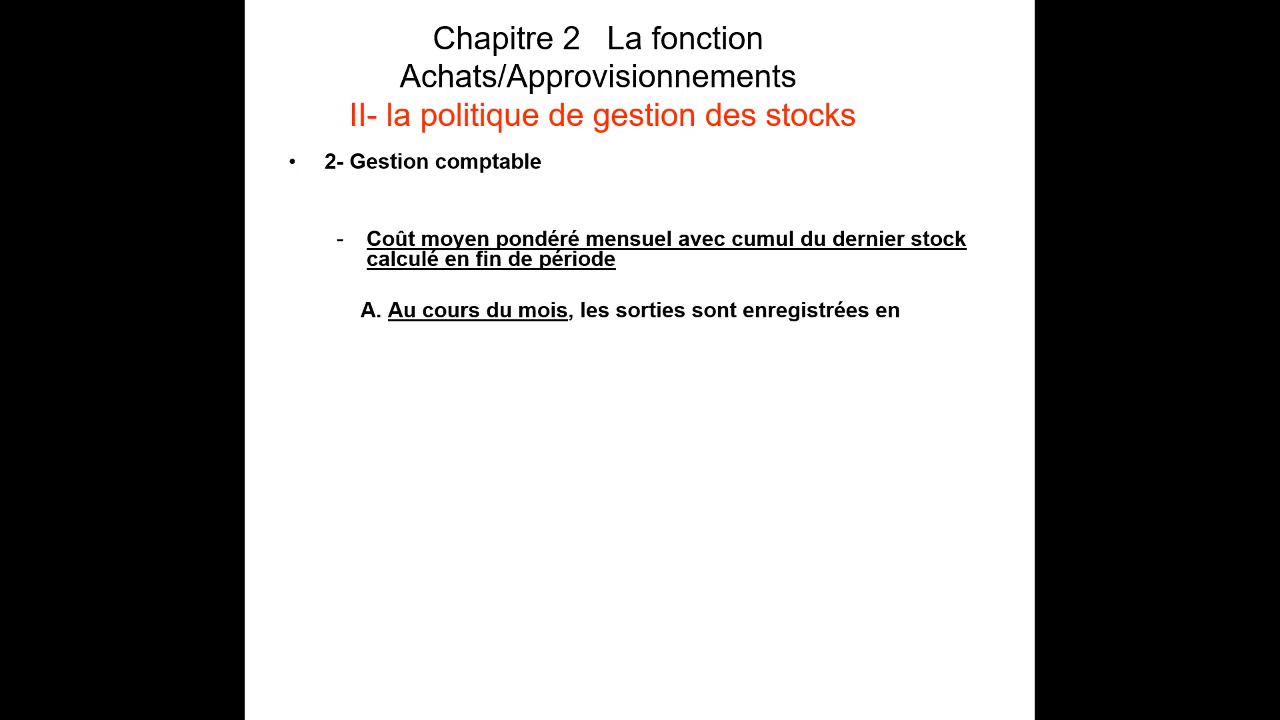 Chapitre 2 La fonction
Achats/Approvisionnements
II- la politique de gestion des stocks
• 2- Gestion comptable
- Coût moyen pondéré mensuel avec cumul du dernier stock
calculé en fin de période
A. Au cours du mois, les sorties sont enregistrées en